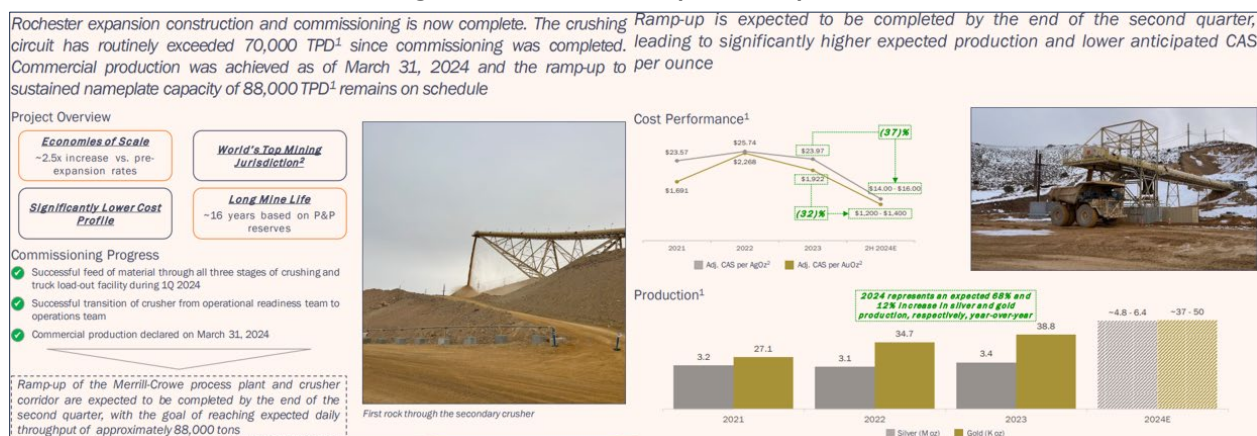 Rochester expansion construction and commissioning is now complete. The crushing
circuit has routinely exceeded 70,000 TPD¹ since commissioning was completed.
Commercial production was achieved as of March 31, 2024 and the ramp-up to
sustained nameplate capacity of 88,000 TPD¹ remains on schedule
Project Overview
Economies of Scale
~2.5x increase vs. pre-
expansion rates
World's Top Mining
Jurisdiction²
Significantly Lower Cost
Profile
Long Mine Life
~16 years based on P&P
reserves
Commissioning Progress
Successful feed of material through all three stages of crushing and
truck load-out facility during 1Q 2024
Successful transition of crusher from operational readiness team to
operations team
Commercial production declared on March 31, 2024
Ramp-up of the Merrill-Crowe process plant and crusher
corridor are expected to be completed by the end of the
second quarter, with the goal of reaching expected daily
throughput of approximately 88,000 tons
First rock through the secondary crusher
Ramp-up is expected to be completed by the end of the second quarter,
leading to significantly higher expected production and lower anticipated CAS
per ounce
Cost Performance¹
(37)%
$23.57
$25.74
$23.97
$1,691
$2,268
$1,922
$14.00 - $16.00
(32)%
$1,200 - $1,400
2021
2022
2023
2H 2024E
Adj. CAS per AgOz²
Adj. CAS per AuOz²
Production¹
2024 represents an expected 68% and
12% increase in silver and gold
production, respectively, year-over-year
3.2
27.1
3.1
34.7
3.4
38.8
~4.8 - 6.4
~37 - 50
2021
2022
2023
2024E
Silver (M oz)
Gold (K oz)